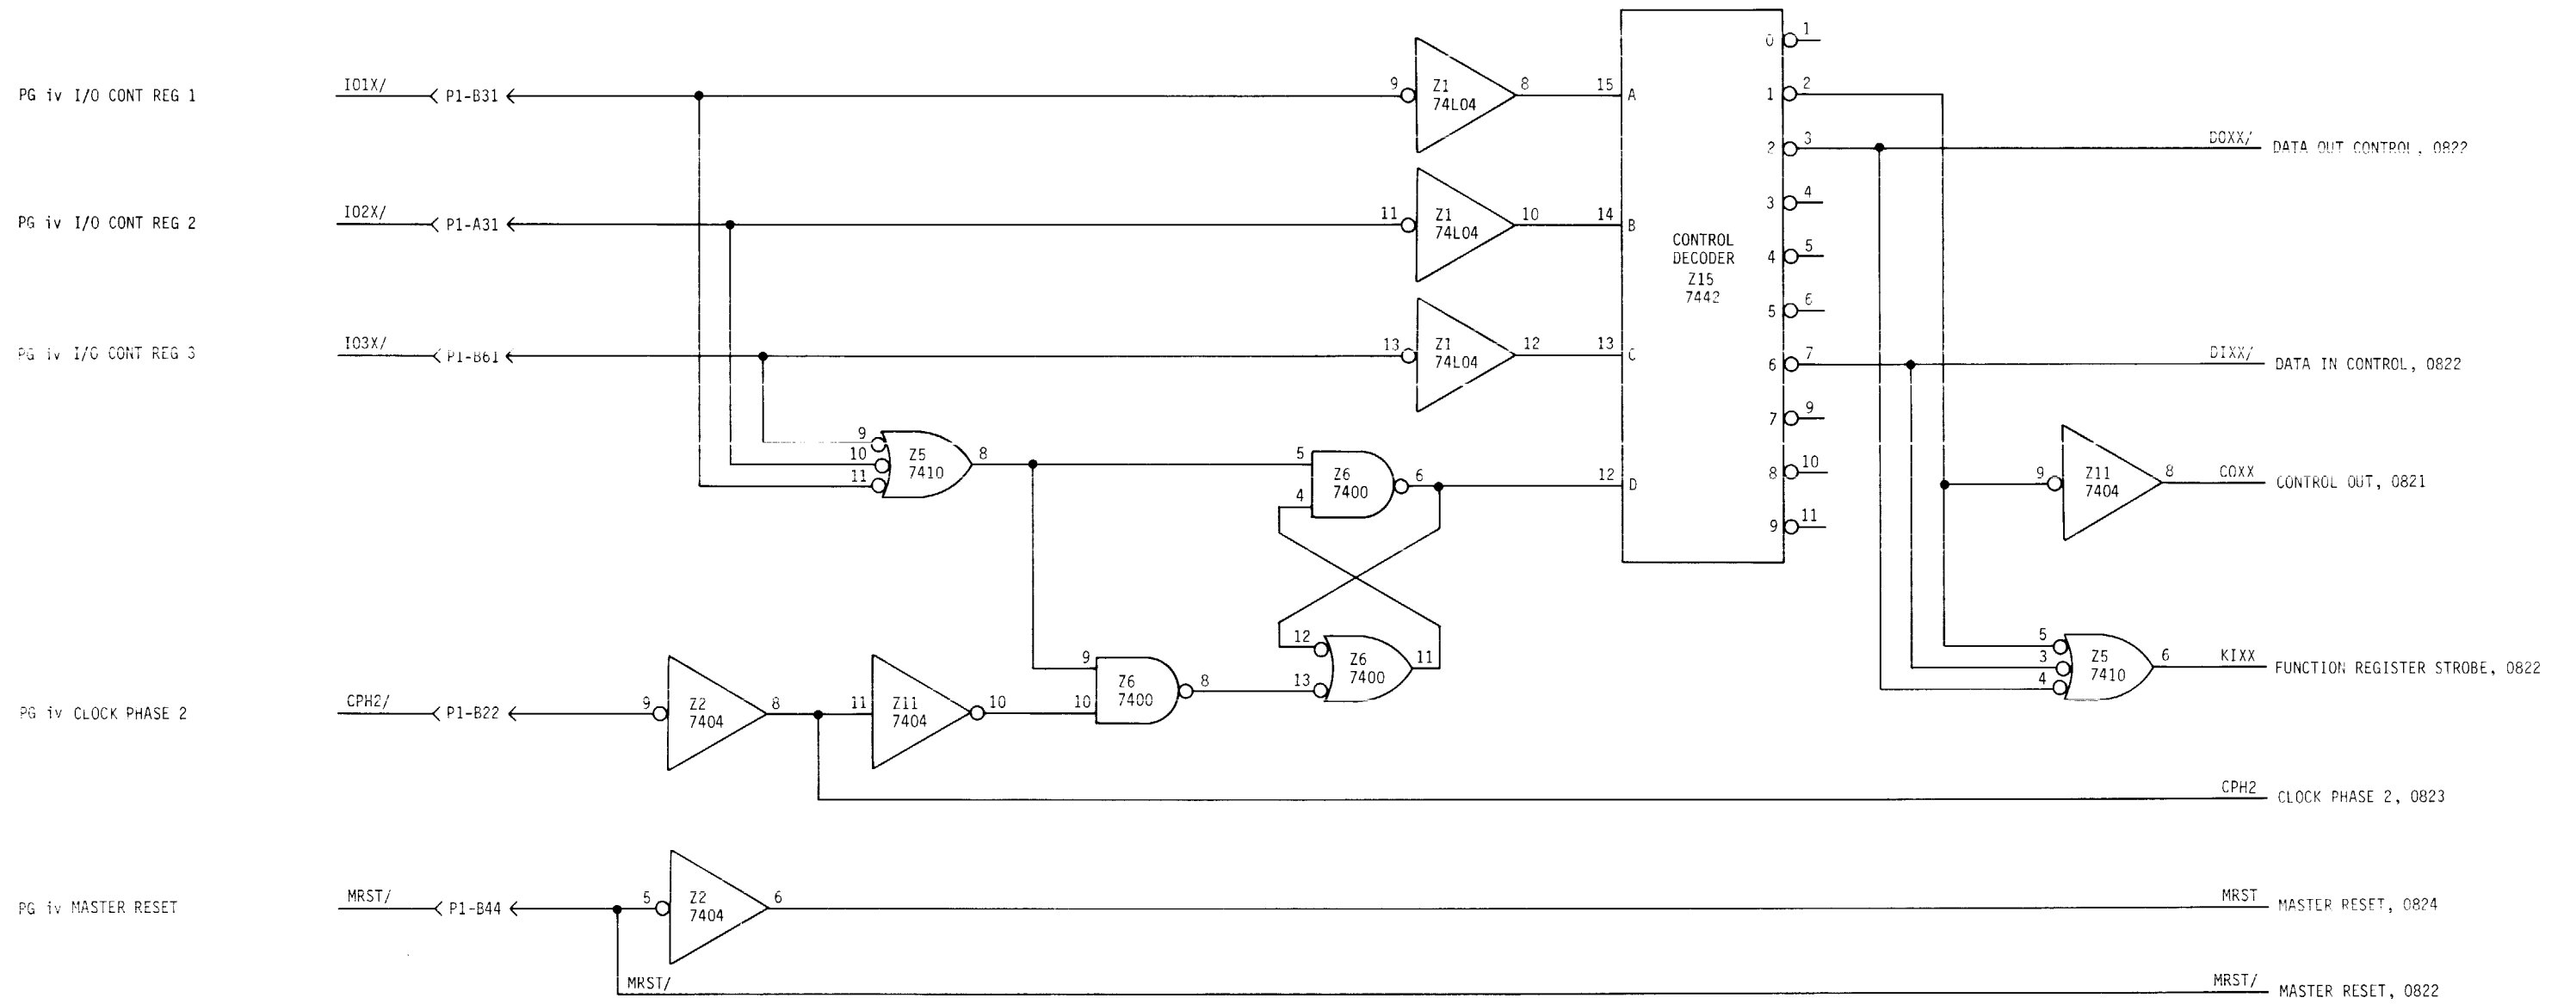 0 1
PG iv I/O CONT REG 1 IO1X/ P1-B31 9 Z1 74L04 8 15 A 1 2
2 3 DOXX/ DATA OUT CONTROL, 0822
3 4
PG iv I/O CONT REG 2 IO2X/ P1-A31 11 Z1 74L04 10 14 B
CONTROL
DECODER
Z15
7442
4 5
5 6
PG iv I/O CONT REG 3 IO3X/ P1-B61 13 Z1 74L04 12 13 C
6 7 DIXX/ DATA IN CONTROL, 0822
7 9
9
10
11
Z5
7410
8
5
4
Z6
7400
6
12 D
8 10
9 11
9 Z11 7404 8 COXX CONTROL OUT, 0821
12
13
Z6
7400
11
5
3
4
Z5
7410
6
KIXX FUNCTION REGISTER STROBE, 0822
9
10
Z6
7400
8
PG iv CLOCK PHASE 2 CPH2/ P1-B22 9 Z2 7404 8 11 Z11 7404 10
CPH2 CLOCK PHASE 2, 0823
PG iv MASTER RESET MRST/ P1-B44 5 Z2 7404 6 MRST MASTER RESET, 0824
MRST/ MRST/ MASTER RESET, 0822